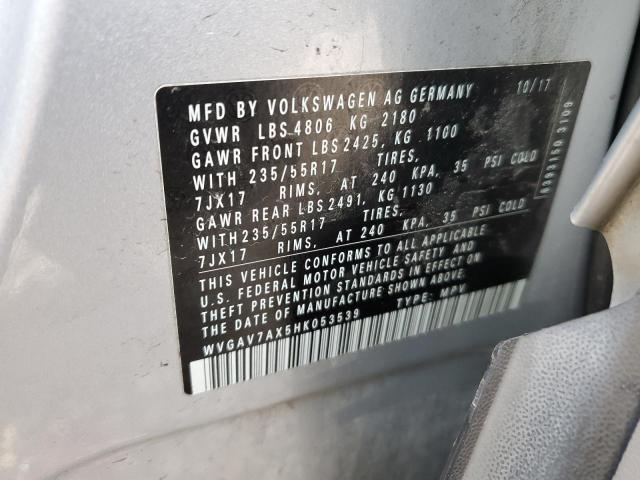 MFD BY VOLKSWAGEN AG GERMANY 10/17
GVWR LBS 4806 KG 2180
GAWR FRONT LBS 2425, KG 1100
WITH 235/55R17 TIRES,
7JX17 RIMS, AT 240 KPA, 35 PSI COLD
GAWR REAR LBS 2491, KG 1130
WITH 235/55R17 TIRES,
7JX17 RIMS, AT 240 KPA, 35 PSI COLD
THIS VEHICLE CONFORMS TO ALL APPLICABLE
U.S. FEDERAL MOTOR VEHICLE SAFETY AND
THEFT PREVENTION STANDARDS IN EFFECT ON
THE DATE OF MANUFACTURE SHOWN ABOVE.
WVGAV7AX5HK053539 TYPE: MPV